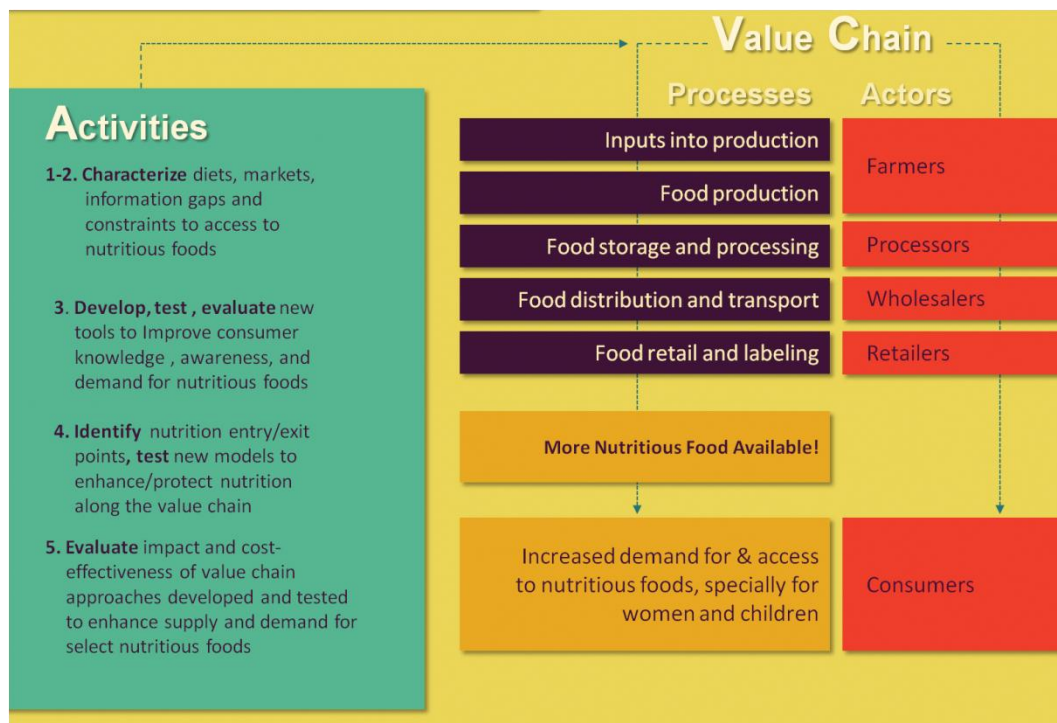 Value Chain
Processes
Actors
Activities
1-2. Characterize diets, markets,
information gaps and
constraints to access to
nutritious foods
3. Develop, test , evaluate new
tools to Improve consumer
knowledge , awareness, and
demand for nutritious foods
4. Identify nutrition entry/exit
points, test new models to
enhance/protect nutrition
along the value chain
5. Evaluate impact and cost-
effectiveness of value chain
approaches developed and tested
to enhance supply and demand for
select nutritious foods
Inputs into production
Food production
Farmers
Food storage and processing
Processors
Food distribution and transport
Wholesalers
Food retail and labeling
Retailers
More Nutritious Food Available!
Increased demand for & access
to nutritious foods, specially for
women and children
Consumers